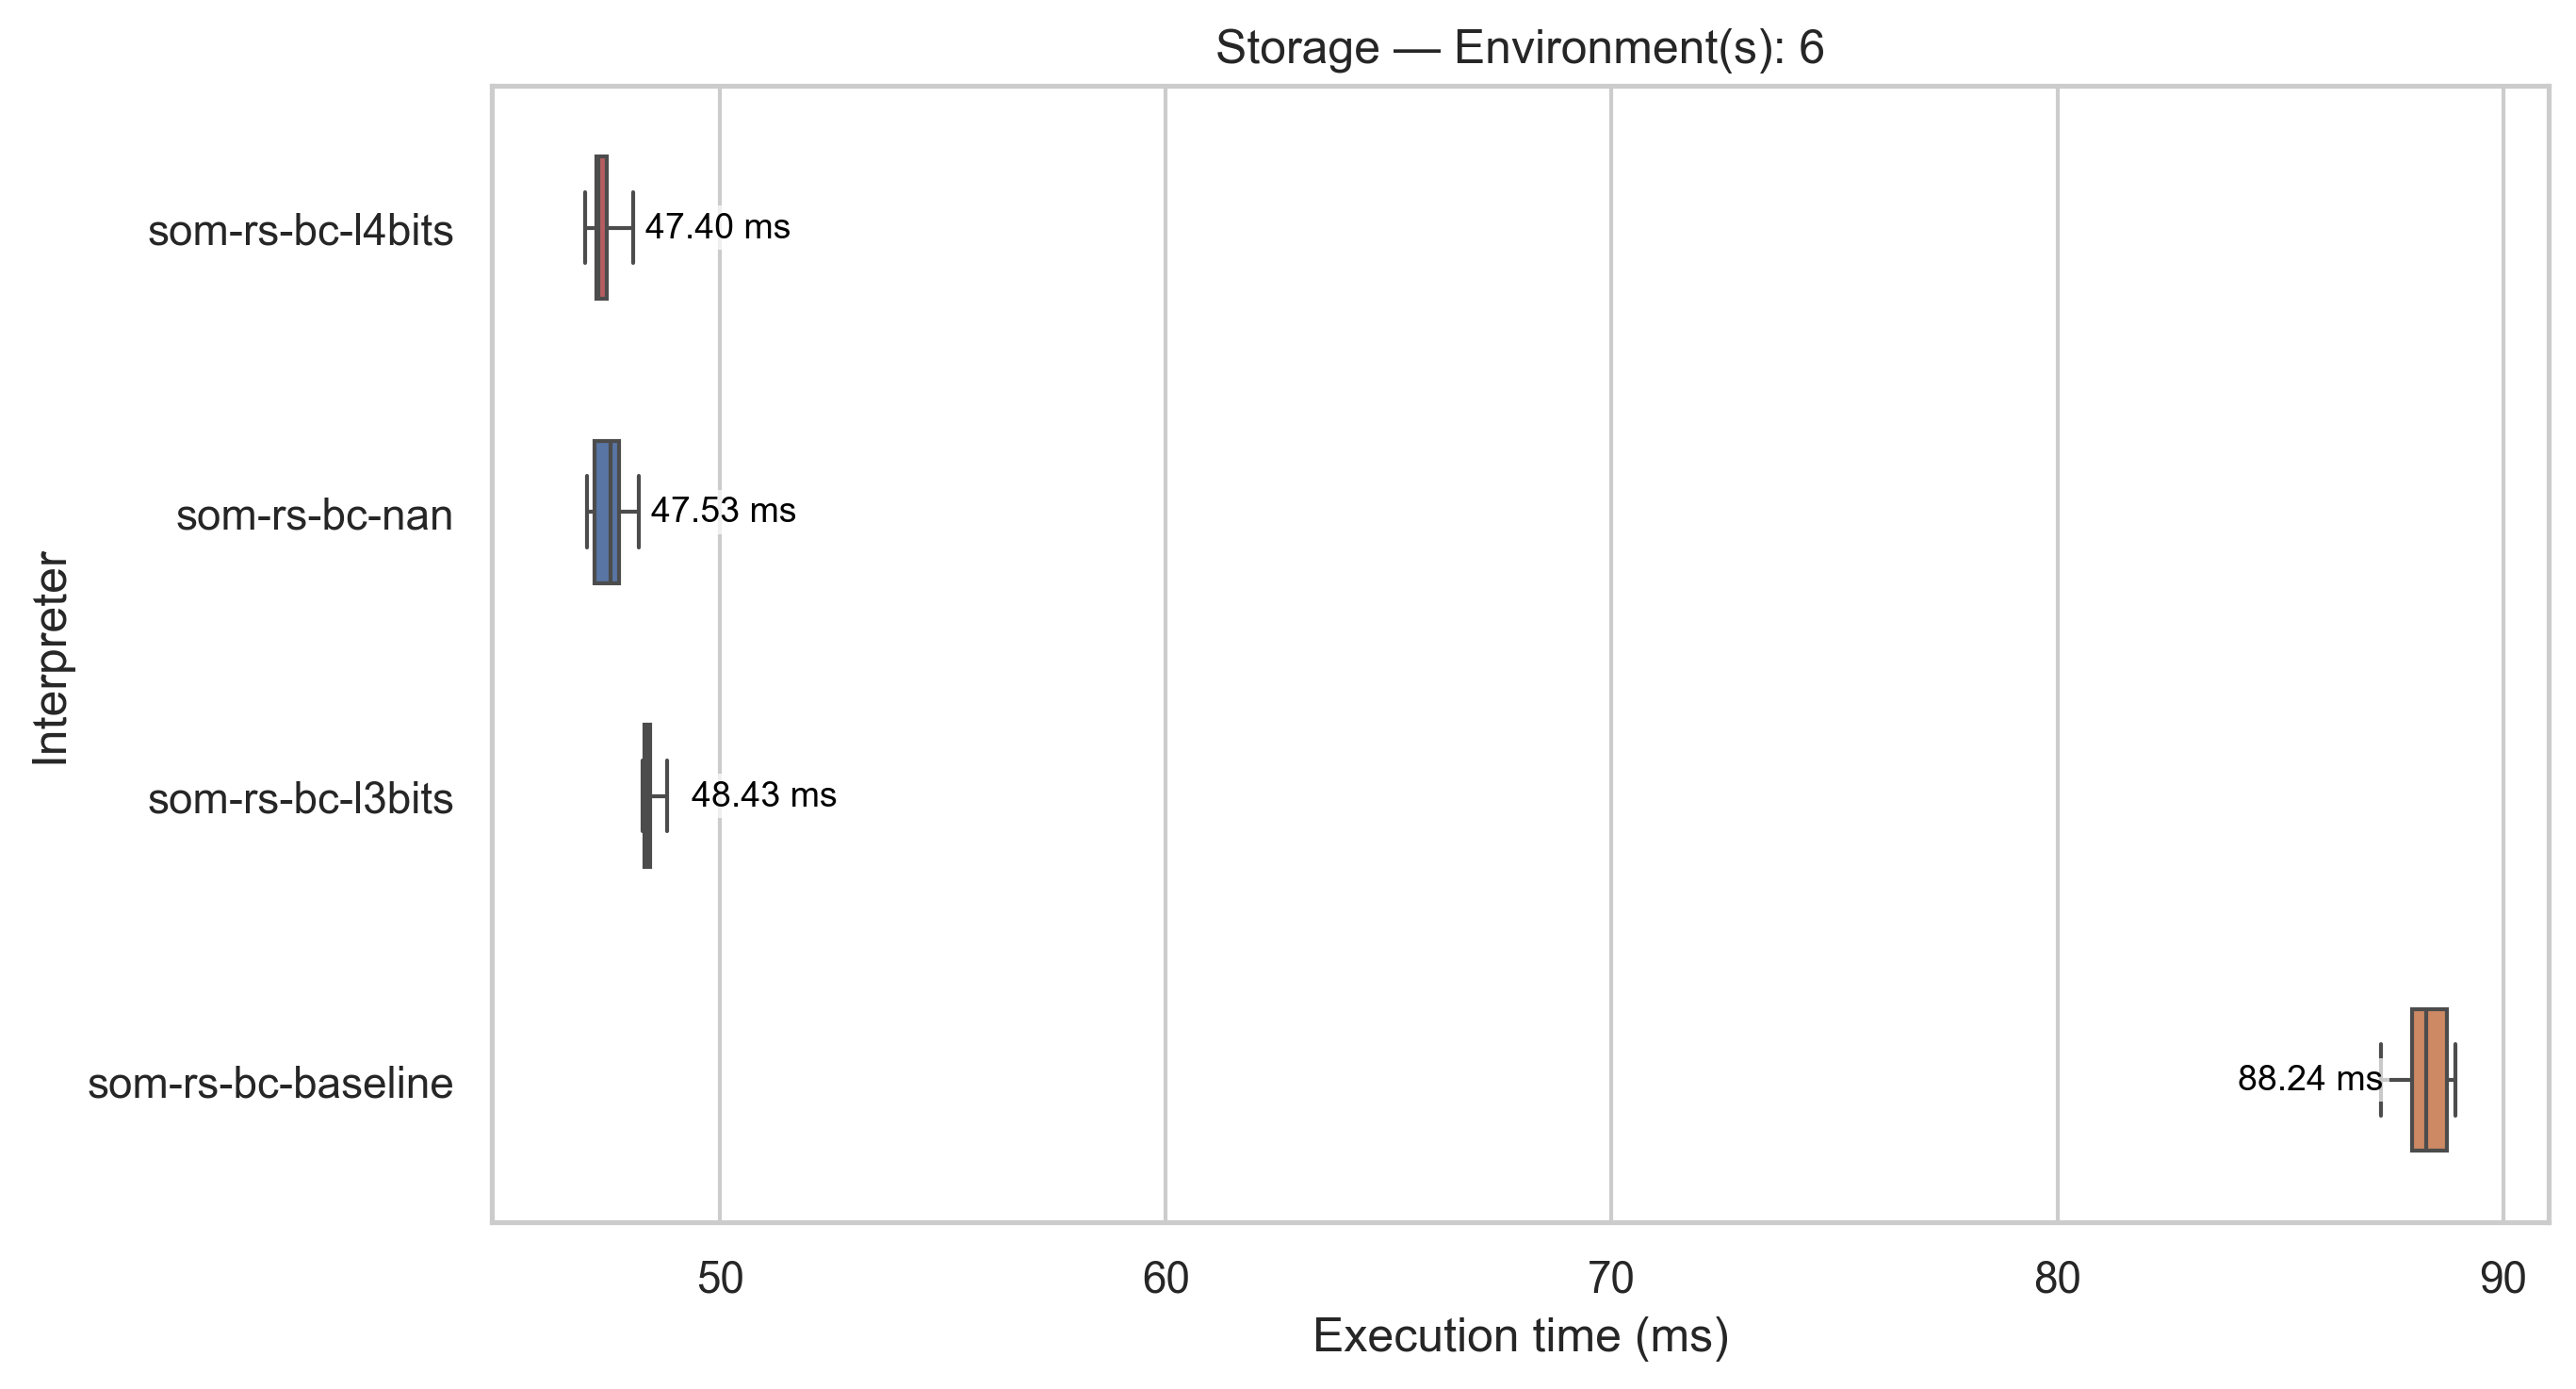 Storage — Environment(s): 6
som-rs-bc-l4bits
47.40 ms
som-rs-bc-nan
47.53 ms
Interpreter
som-rs-bc-l3bits
48.43 ms
som-rs-bc-baseline
88.24 ms
50 60 70 80 90
Execution time (ms)